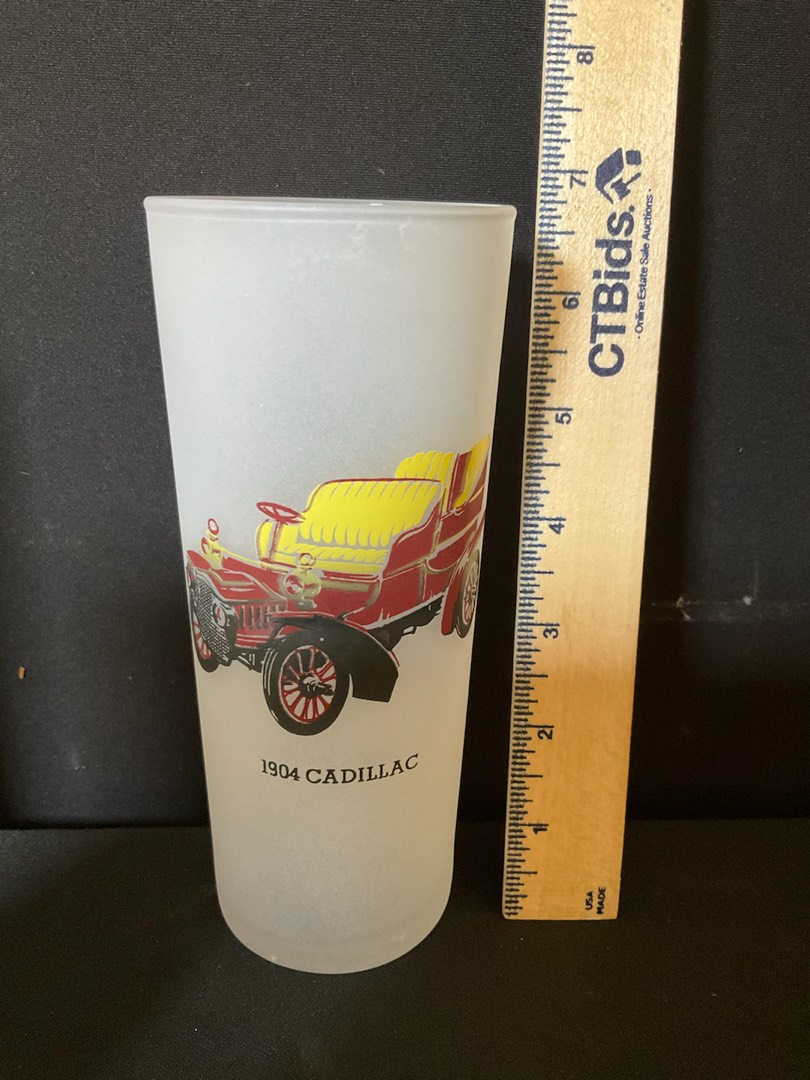 1904 CADILLAC
8
7
6
5
4
3
2
1
CTBids.
· Online Estate Sale Auctions ·
USA
MADE